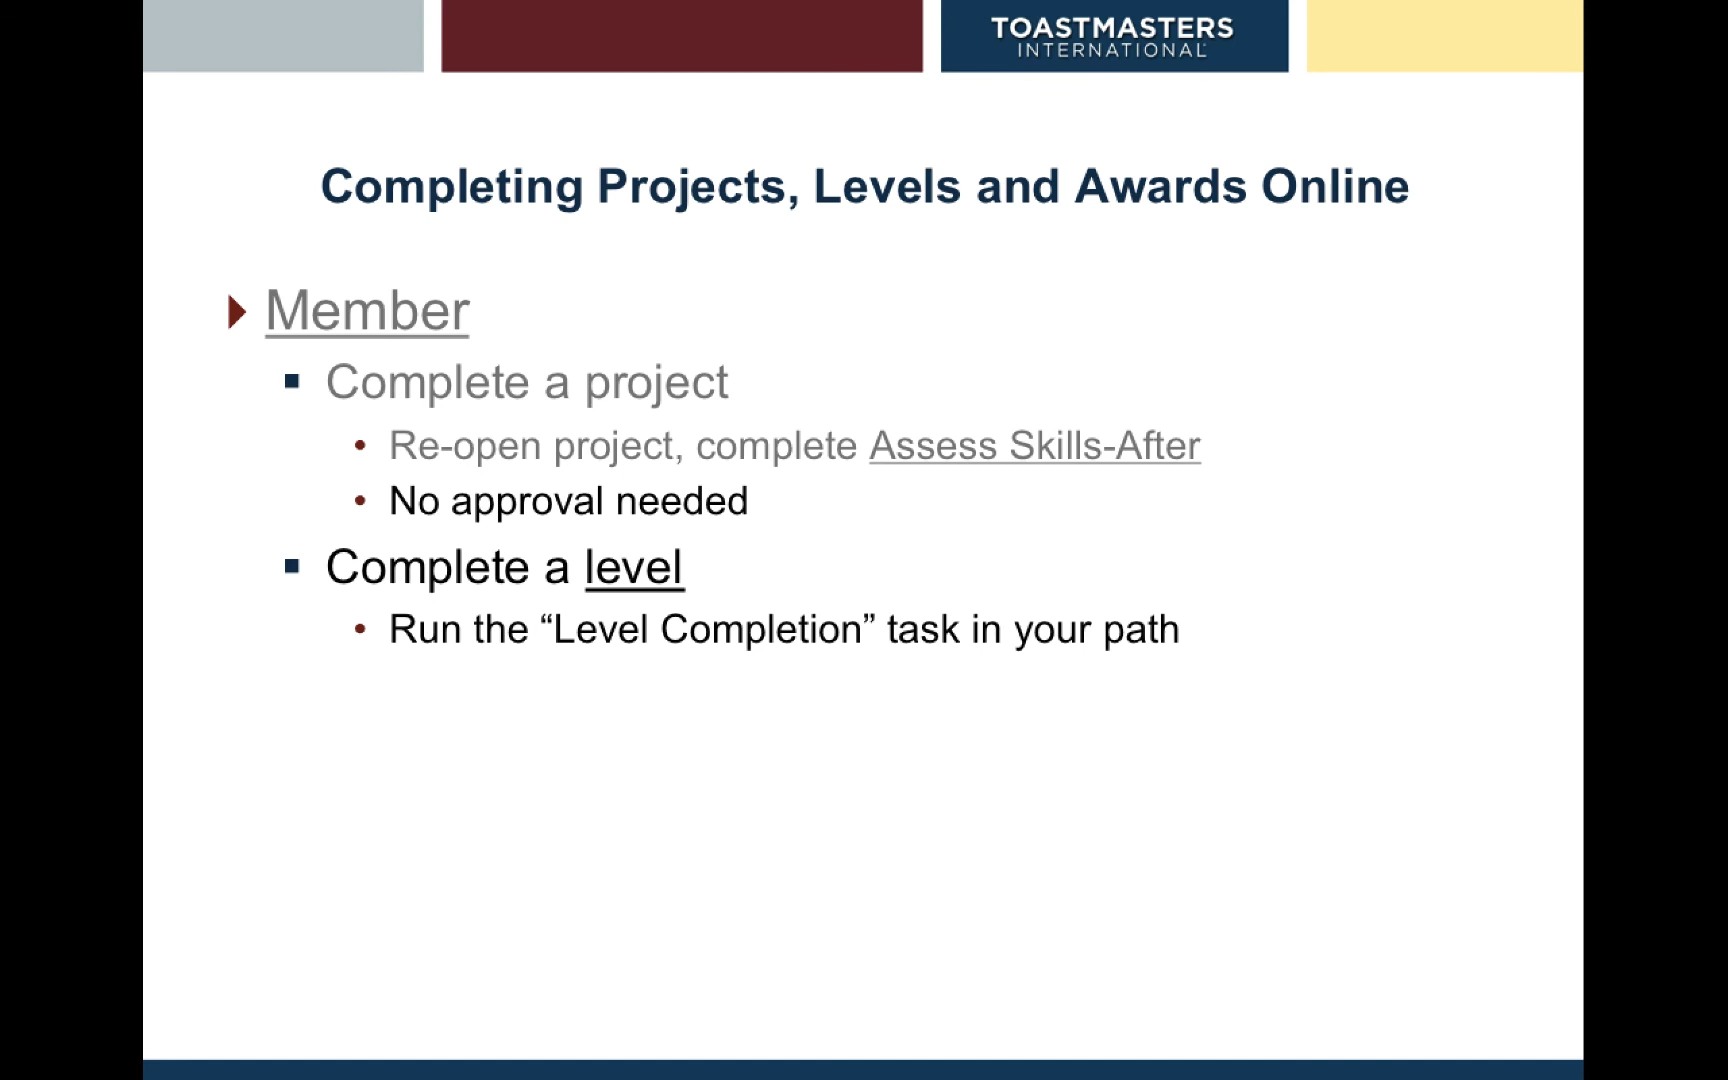 TOASTMASTERS
INTERNATIONAL
Completing Projects, Levels and Awards Online
Member
Complete a project
Re-open project, complete Assess Skills-After
No approval needed
Complete a level
Run the “Level Completion” task in your path